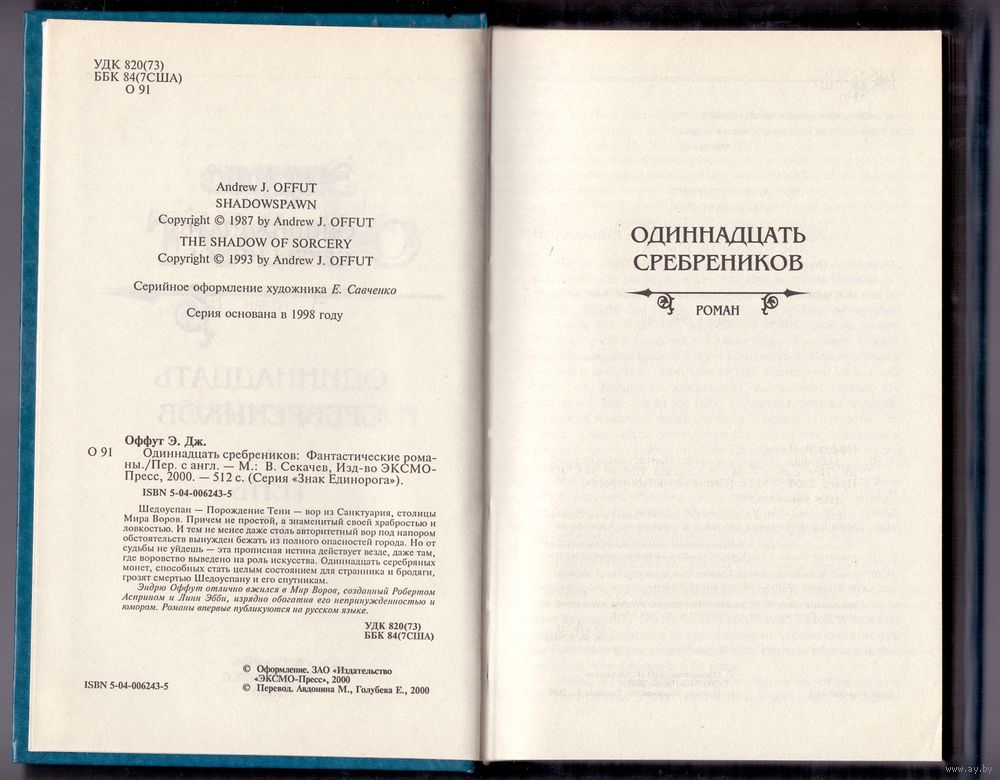 УДК 820(73)
ББК 84(7США)
О 91
Andrew J. OFFUT
SHADOWSPAWN
Copyright © 1987 by Andrew J. OFFUT
THE SHADOW OF SORCERY
Copyright © 1993 by Andrew J. OFFUT
Серийное оформление художника Е. Савченко
Серия основана в 1998 году
Оффут Э. Дж.
О 91 Одиннадцать сребреников: Фантастические рома-
ны./Пер. с англ. — М.: В. Секачев, Изд-во ЭКСМО-
Пресс, 2000. — 512 с. (Серия «Знак Единорога»).
ISBN 5-04-006243-5
Шедоуспан — Порождение Тени — вор из Санктуария, столицы
Мира Воров. Причем не простой, а знаменитый своей храбростью и
ловкостью. И тем не менее даже столь авторитетный вор под напором
обстоятельств вынужден бежать из полного опасностей города. Но от
судьбы не уйдешь — эта прописная истина действует везде, даже там,
где воровство выведено на роль искусства. Одиннадцать серебряных
монет, способных стать целым состоянием для странника и бродяги,
грозят смертью Шедоуспану и его спутникам.
Эндрю Оффут отлично вжился в Мир Воров, созданный Робертом
Асприном и Линн Эбби, изрядно обогатив его непринужденностью и
юмором. Романы впервые публикуются на русском языке.
УДК 820(73)
ББК 84(7США)
© Оформление. ЗАО «Издательство
«ЭКСМО-Пресс», 2000
ISBN 5-04-006243-5
© Перевод. Авдонина М., Голубева Е., 2000
ОДИННАДЦАТЬ
СРЕБРЕНИКОВ
РОМАН
www.ay.by